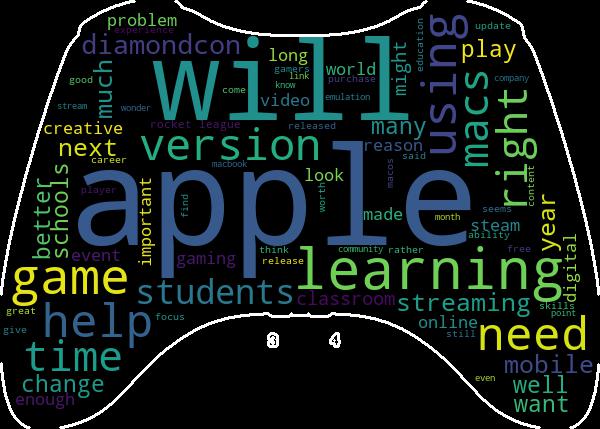 problem
experience
update
diamondcon
will
long
world
might
education
using
play
gamers
link
good
much
come
know
purchase
company
video
emulation
macs
right
stream
wonder
creative
rocket league
released
many
next
version
reason
career
macbook
said
apple
look
macos
content
better
schools
player
important
find
worth
made
month
seems
year
steam
ability
event
gaming
think
community
rather
free
digital
game
release
learning
students
classroom
streaming
skills
great
help
focus
online
point
need
give
still
time
mobile
change
even
well
enough
want
3
4